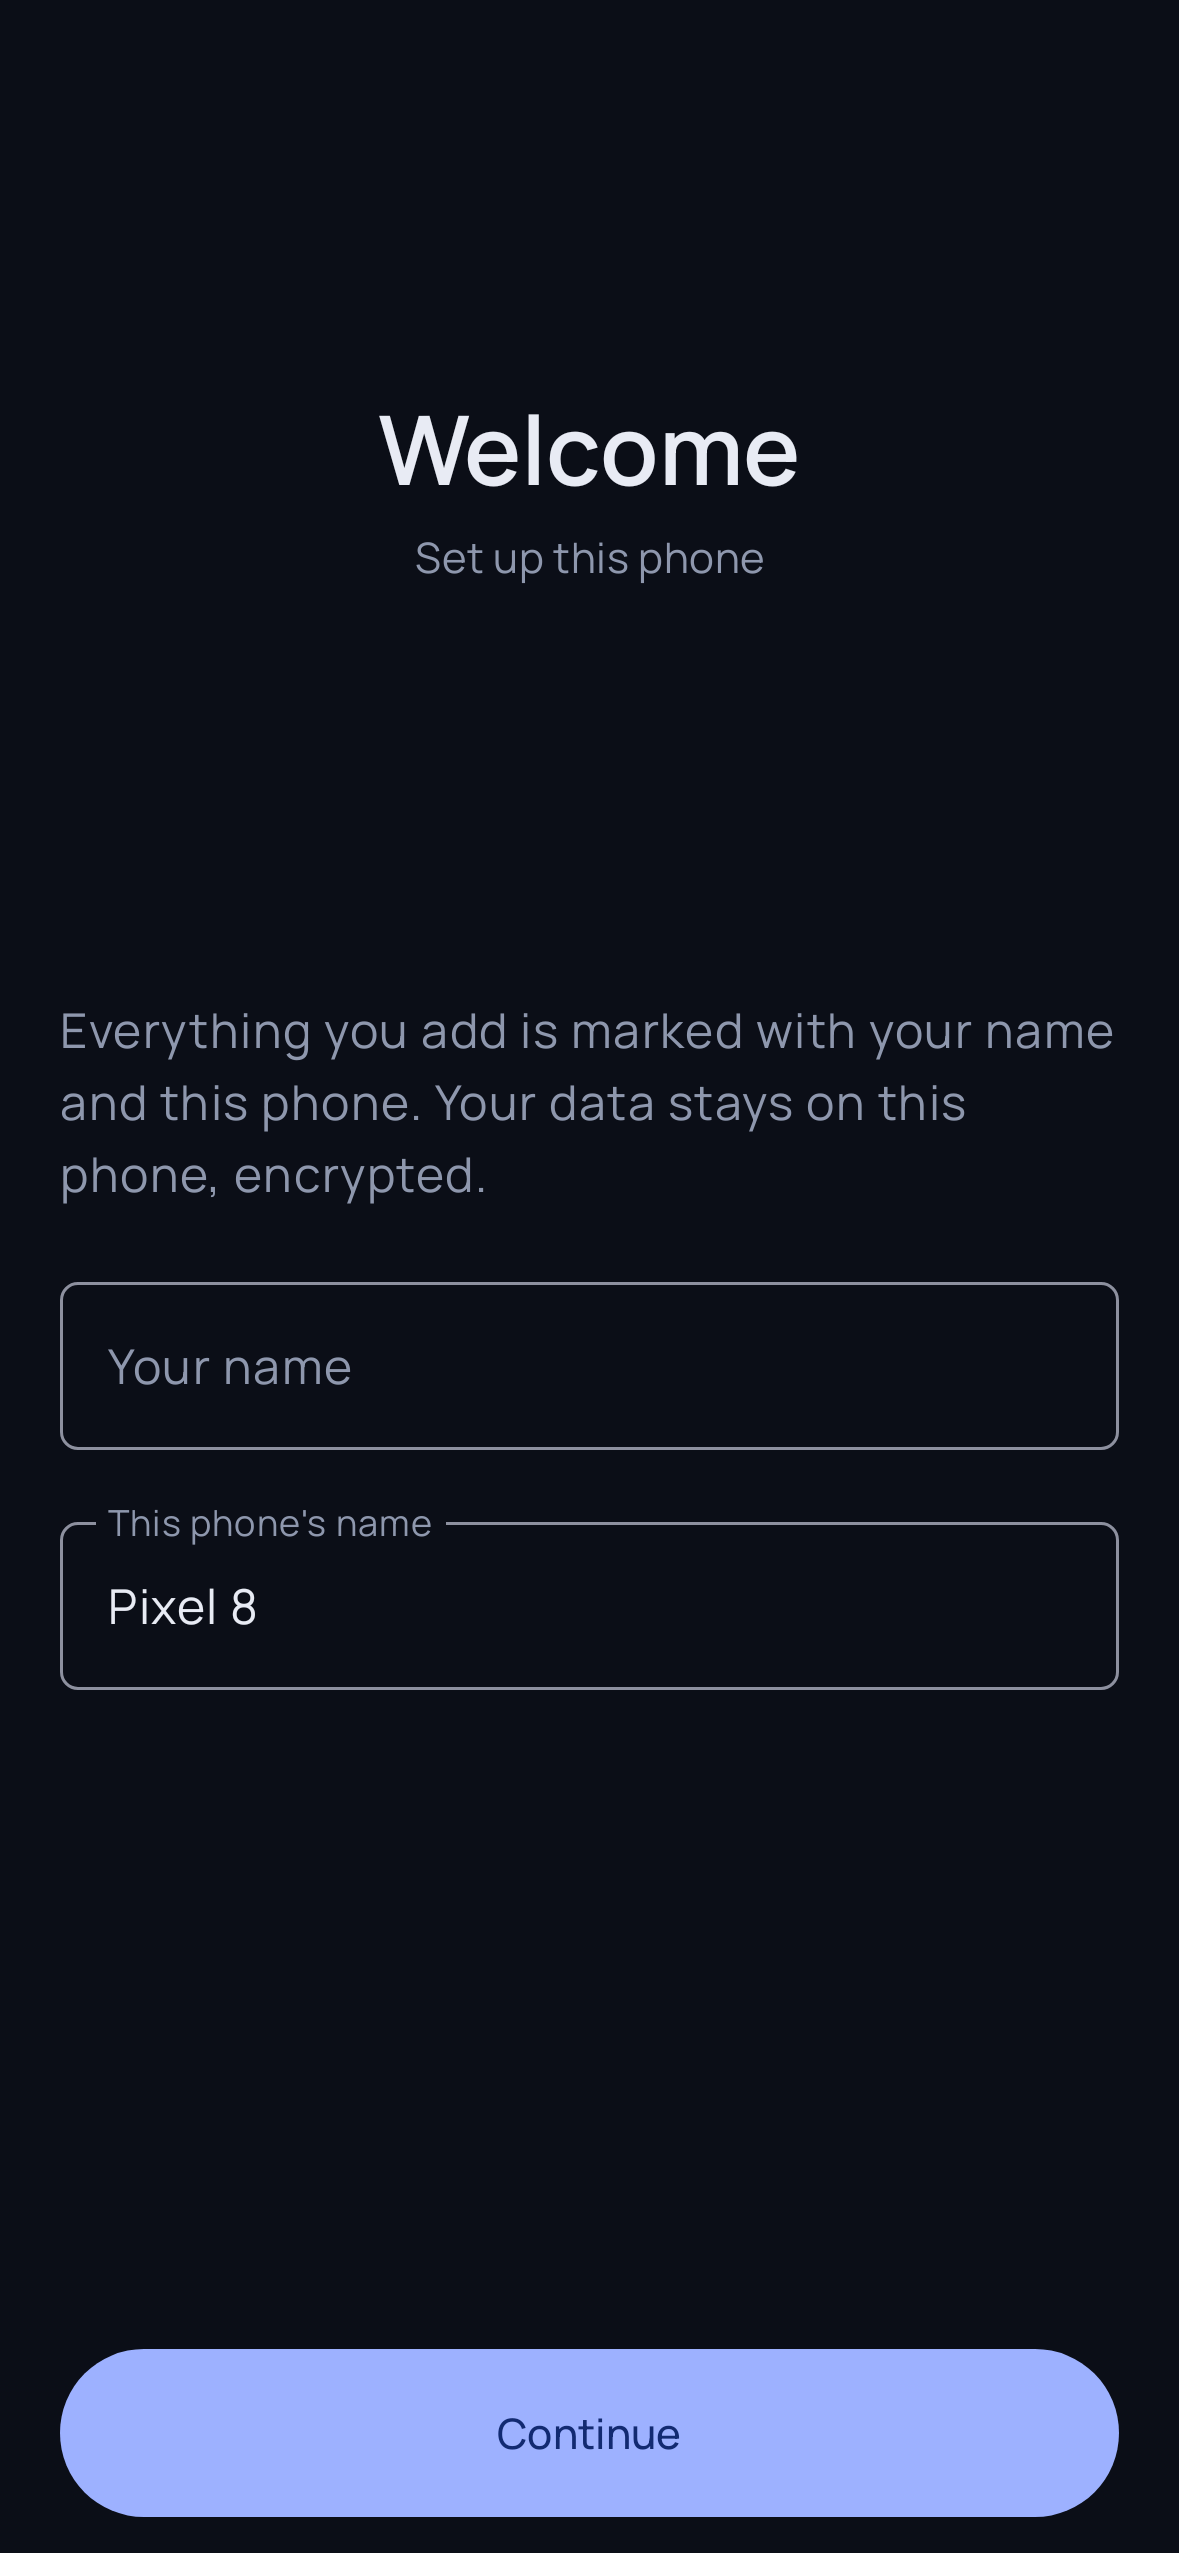 Welcome
Set up this phone
Everything you add is marked with your name
and this phone. Your data stays on this
phone, encrypted.
Your name
This phone's name
Pixel 8
Continue